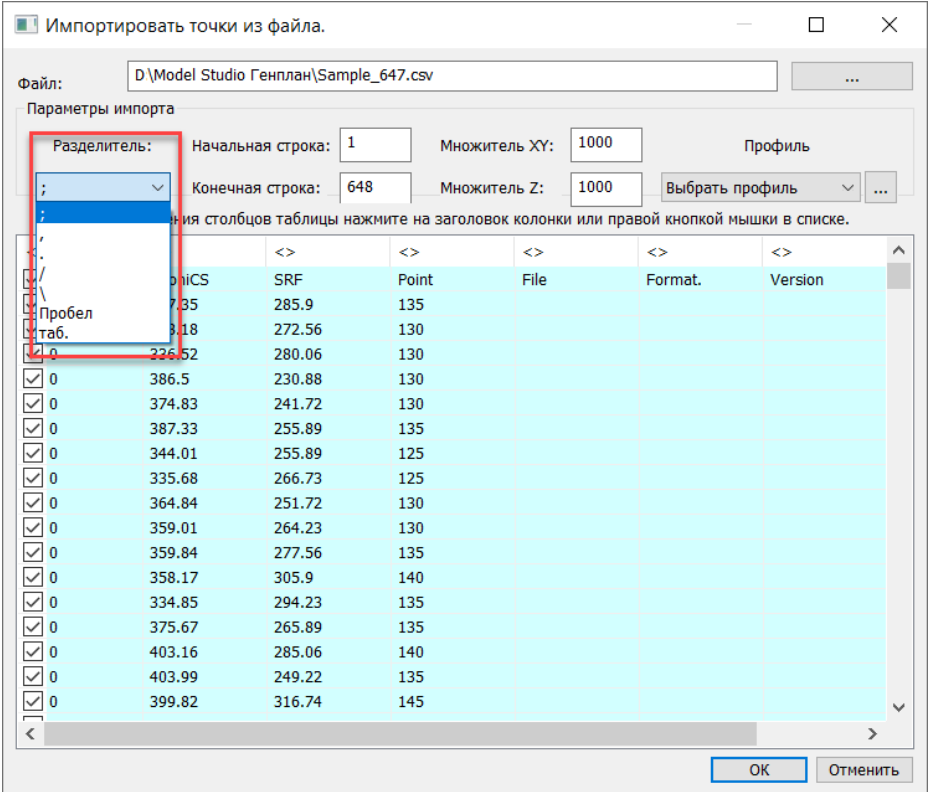 Импортировать точки из файла.
Файл: D\Model Studio Генплан\Sample_647.csv ...
Параметры импорта
Разделитель: Начальная строка: 1 Множитель XY: 1000 Профиль
; Конечная строка: 648 Множитель Z: 1000 Выбрать профиль ...
;
,
.
/
\
Пробел
таб.
столбцов таблицы нажмите на заголовок колонки или правой кнопкой мышки в списке.
<> <> <> <> <>
SRF Point File Format. Version
285.9 135
272.56 130
0 336.52 280.06 130
0 386.5 230.88 130
0 374.83 241.72 130
0 387.33 255.89 135
0 344.01 255.89 125
0 335.68 266.73 125
0 364.84 251.72 130
0 359.01 264.23 130
0 359.84 277.56 135
0 358.17 305.9 140
0 334.85 294.23 135
0 375.67 265.89 135
0 403.16 285.06 140
0 403.99 249.22 135
0 399.82 316.74 145
OK Отменить